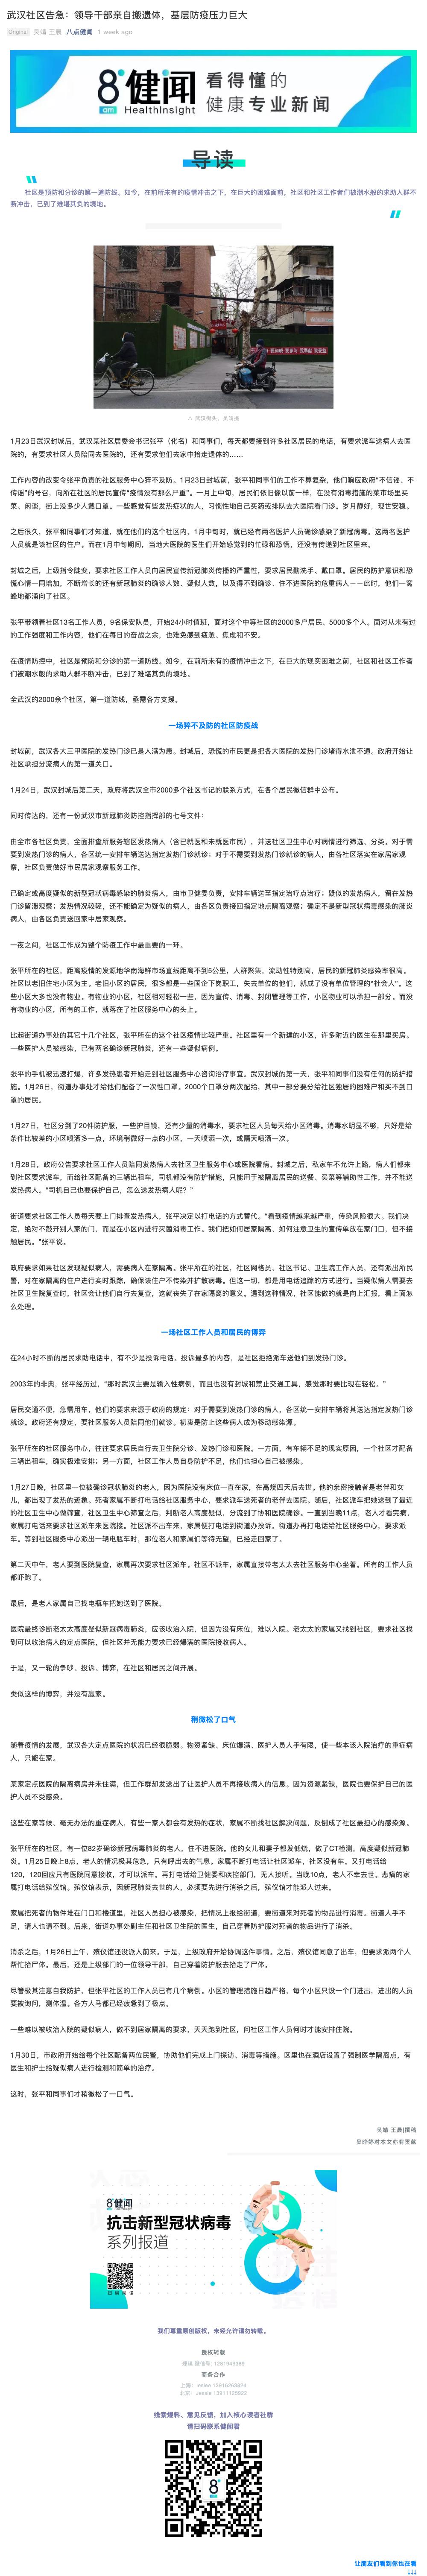 武汉社区告急：领导干部亲自搬遗体，基层防疫压力巨大
Original 吴靖 王晨 八点健闻 1 week ago
8 健闻
am HealthInsight
看得懂的
健康专业新闻
导读
社区是预防和分诊的第一道防线。如今，在前所未有的疫情冲击之下，在巨大的困难面前，社区和社区工作者们被潮水般的求助人群不
断冲击，已到了难堪其负的境地。
1月23日武汉封城后，武汉某社区居委会书记张平（化名）和同事们，每天都要接到许多社区居民的电话，有要求派车送病人去医
院的，有要求社区人员陪同去医院的，还有要求他们去家中抬走遗体的……
工作内容的改变令张平负责的社区服务中心猝不及防。1月23日封城前，张平和同事们的工作不算复杂，他们响应政府“不信谣、不
传谣”的号召，向所在社区的居民宣传“疫情没有那么严重”。一月上中旬，居民们依旧像以前一样，在没有消毒措施的菜市场里买
菜、闲谈，街上没多少人戴口罩。一些感觉有些发热症状的人，习惯性地自己买药或排队去大医院看门诊。岁月静好，现世安稳。
之后很久，张平和同事们才知道，就在他们的这个社区内，1月中旬时，就已经有两名医护人员确诊感染了新冠病毒。这两名医护
人员就是该社区的住户。而在1月中旬期间，当地大医院的医生们开始感觉到的忙碌和恐慌，还没有传递到社区里来。
封城之后，上级指令陡变，要求社区工作人员向居民宣传新冠肺炎传播的严重性，要求居民勤洗手、戴口罩。居民的防护意识和恐
慌心情一同增加，不断增长的还有新冠肺炎的确诊人数、疑似人数，以及得不到确诊、住不进医院的危重病人——此时，他们一窝
蜂地都涌向了社区。
张平带领着社区13名工作人员，9名保安队员，开始24小时值班，面对这个中等社区的2000多户居民、5000多个人。面对从未有过
的工作强度和工作内容，他们在每日的奋战之余，也难免感到疲惫、焦虑和不安。
在疫情防控中，社区是预防和分诊的第一道防线。如今，在前所未有的疫情冲击之下，在巨大的现实困难之前，社区和社区工作者
们被潮水般的求助人群不断冲击，已到了难堪其负的境地。
全武汉的2000余个社区，第一道防线，亟需各方支援。
一场猝不及防的社区防疫战
封城前，武汉各大三甲医院的发热门诊已是人满为患。封城后，恐慌的市民更是把各大医院的发热门诊堵得水泄不通。政府开始让
社区承担分流病人的第一道关口。
1月24日，武汉封城后第二天，政府将武汉全市2000多个社区书记的联系方式，在各个居民微信群中公布。
同时传达的，还有一份武汉市新冠肺炎防控指挥部的七号文件：
由全市各社区负责，全面排查所服务辖区发热病人（含已就医和未就医市民），并送社区卫生中心对病情进行筛选、分类。对于需
要到发热门诊的病人，各区统一安排车辆送达指定发热门诊就诊；对于不需要到发热门诊就诊的病人，由各社区落实在家居家观
察，社区负责做好市民居家观察服务工作。
已确定或高度疑似的新型冠状病毒感染的肺炎病人，由市卫健委负责，安排车辆送至指定治疗点治疗；疑似的发热病人，留在发热
门诊留滞观察；发热情况较轻，还不能确定为疑似的病人，由各区负责接回指定地点隔离观察；确定不是新型冠状病毒感染的肺炎
病人，由各区负责送回家中居家观察。
一夜之间，社区工作成为整个防疫工作中最重要的一环。
张平所在的社区，距离疫情的发源地华南海鲜市场直线距离不到5公里，人群聚集，流动性特别高，居民的新冠肺炎感染率很高。
社区以老旧住宅小区为主。老旧小区的居民，很多都是一些国企下岗职工，失去单位的他们，就成了没有单位管理的“社会人”。这
些小区大多也没有物业。有物业的小区，社区相对轻松一些，因为宣传、消毒、封闭管理等工作，小区物业可以承担一部分。而没
有物业的小区，所有的工作，就落在了社区服务中心的头上。
比起街道办事处的其它十几个社区，张平所在的这个社区疫情比较严重。社区里有一个新建的小区，许多附近的医生在那里买房。
一些医护人员被感染，已有两名确诊新冠肺炎，还有一些疑似病例。
张平的手机被迅速打爆，许多发热患者开始走到社区服务中心咨询治疗事宜。武汉封城的第一天，张平和同事们没有任何的防护措
施。1月26日，街道办事处才给他们配备了一次性口罩。2000个口罩分两次配给，其中一部分要分给社区独居的困难户和买不到口
罩的居民。
1月27日，社区分到了20件防护服、一些护目镜，还有少量的消毒水，要求社区人员每天给小区消毒。消毒水明显不够，只好是给
条件比较差的小区喷洒多一点，环境稍微好一点的小区，一天喷洒一次，或隔天喷洒一次。
1月28日，政府公告要求社区工作人员陪同发热病人去社区卫生服务中心或医院看病。封城之后，私家车不允许上路，病人们都来
到社区要求派车，而给社区配备的三辆出租车，司机都没有防护措施，只能用于被隔离居民的送餐、买菜等辅助性工作，并不能送
发热病人。“司机自己也要保护自己，怎么送发热病人呢？”
街道要求社区工作人员每天要上门排查发热病人，张平决定以打电话的方式替代。“看到疫情越来越严重，传染风险很大。我们决
定，绝对不敲开别人家的门，而是在小区内进行灭菌消毒工作。我们把如何居家隔离、如何注意卫生的宣传单放在家门口，但不接
触居民。”张平说。
政府要求如果社区发现疑似病人，需要病人在家隔离。张平所在的社区，社区网格员、社区书记、卫生院工作人员，还有派出所民
警，对在家隔离的住户进行实时跟踪，确保该住户不传染并扩散病毒。但这一切，都是用电话追踪的方式进行。当疑似病人需要去
社区卫生院复查时，社区会让他们自行去复查，这就丧失了在家隔离的意义。遇到这种情况，社区能做的就是向上汇报，看上面怎
么处理。
一场社区工作人员和居民的博弈
在24小时不断的居民求助电话中，有不少是投诉电话。投诉最多的内容，是社区拒绝派车送他们到发热门诊。
2003年的非典，张平经历过，“那时武汉主要是输入性病例，而且也没有封城和禁止交通工具，感觉那时要比现在轻松。”
居民交通不便，急需用车，他们的要求来源于政府的规定：对于需要到发热门诊的病人，各区统一安排车辆将其送达指定发热门诊
就诊。政府还有规定，要社区服务人员陪同他们就诊。初衷是防止这些病人成为移动感染源。
张平所在的社区服务中心，往往要求居民自行去卫生院分诊、发热门诊和医院。一方面，有车辆不足的现实原因，一个社区才配备
三辆出租车，确实极难安排；另一方面，社区工作人员自身防护不足，他们也担心自己被感染。
1月27日晚，社区里一位被确诊冠状肺炎的老人，因为医院没有床位一直在家，在高烧四天后去世。他的亲密接触者是老伴和女
儿，都出现了发热的迹象。死者家属不断打电话给社区服务中心，要求派车送死者的老伴去医院。随后，社区派车把她送到了最近
的社区卫生中心做筛查，社区卫生中心筛查之后，判断老人高度疑似，分流到了协和医院确诊。一直到当晚11点，老人才看完病，
家属打电话来要求社区派车来医院接。社区派不出车来，家属便打电话到街道办投诉。街道办再打电话给社区服务中心，要求派
车。等到社区服务中心派出一辆电瓶车时，那位老人和家属们等待无望，已经走回家了。
第二天中午，老人要到医院复查，家属再次要求社区派车。社区不派车，家属直接带老太太去社区服务中心坐着。所有的工作人员
都吓跑了。
最后，是老人家属自己找电瓶车把她送到了医院。
医院最终诊断老太太高度疑似新冠病毒肺炎，应该收治入院，但因为没有床位，难以入院。老太太的家属又找到社区，要求社区找
到可以收治病人的定点医院，但社区并无能力要求已经爆满的医院接收病人。
于是，又一轮的争吵、投诉、博弈，在社区和居民之间开展。
类似这样的博弈，并没有赢家。
稍微松了口气
随着疫情的发展，武汉各大定点医院的状况已经很脆弱。物资紧缺、床位爆满、医护人员人手有限，使一些本该入院治疗的重症病
人，只能在家。
某家定点医院的隔离病房并未住满，但工作群却发送出了让医护人员不再接收病人的信息。因为资源紧缺，医院也要保护自己的医
护人员不受感染。
这些在家等候、毫无办法的重症病人，有些一家人都会有发热的症状，家属不断找社区解决问题，反倒成了社区最担心的感染源。
张平所在的社区，有一位82岁确诊新冠病毒肺炎的老人，住不进医院。他的女儿和妻子都发低烧，做了CT检测，高度疑似新冠肺
炎。1月25日晚上8点，老人的情况极其危急，只有呼出去的气息。家属不断打电话让社区派车，社区没有车。又打电话给
120，120回应只有医院同意接收，才可以派车。再打电话给卫健委和疾控部门，无人接听。当晚10点，老人不幸去世。悲痛的家
属打电话给殡仪馆。殡仪馆表示，因新冠肺炎去世的人，必须要先进行消杀之后，殡仪馆才能派人过来。
家属把死者的物件堆在门口和楼道里，社区人员担心被感染，把情况上报给街道，要街道来对死者的物品进行消毒。街道人手不
足，请人也请不到。后来，街道办事处副主任和社区卫生院的医生，自己穿着防护服对死者的物品进行了消杀。
消杀之后，1月26日上午，殡仪馆还没派人前来。于是，上级政府开始协调这件事情。之后，殡仪馆同意了出车，但要求派两个人
帮忙抬尸体。最后，还是上级部门的一位领导干部，自己穿着防护服去抬走了尸体。
尽管极其注意自我防护，但张平社区的工作人员已有几个病倒。小区的管理措施日趋严格，每个小区只设一个门进出，进出的人员
要被询问，测体温。各方人马都已经疲惫到了极点。
一些难以被收治入院的疑似病人，做不到居家隔离的要求，天天跑到社区，问社区工作人员何时才能安排住院。
1月30日，市政府开始给每个社区配备两位民警，协助他们完成上门探访、消毒等措施。区里也在酒店设置了强制医学隔离点，有
医生和护士给疑似病人进行检测和简单的治疗。
这时，张平和同事们才稍微松了一口气。
吴靖 王晨|撰稿
吴晔婷对本文亦有贡献
8 健闻
抗击新型冠状病毒
系列报道
我们尊重原创版权，未经允许请勿转载。
授权转载
商务合作
线索爆料、意见反馈，加入核心读者社群
请扫码联系健闻君
让朋友们看到你也在看
↓↓↓